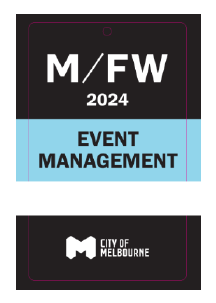 M/FW
2024
EVENT
MANAGEMENT
CITY OF
MELBOURNE